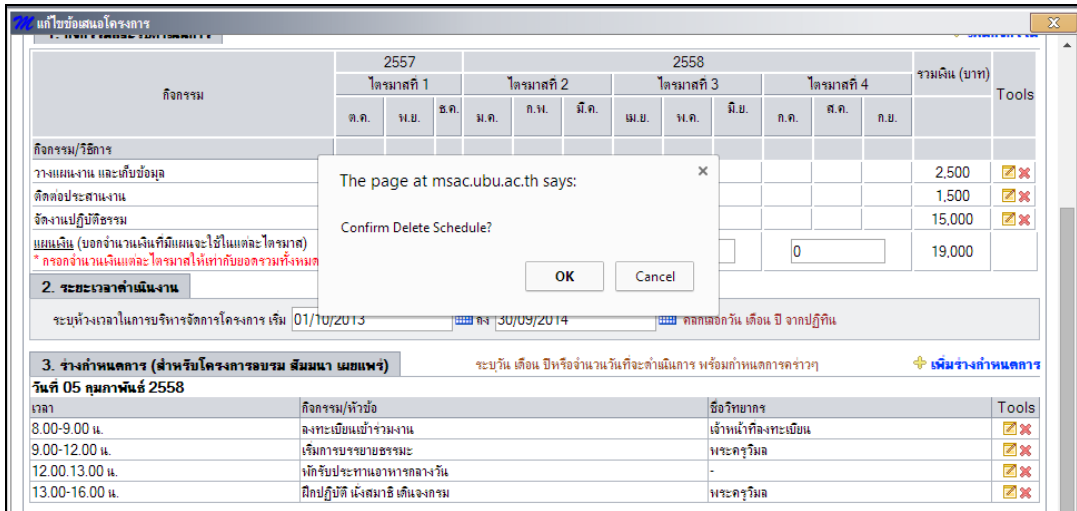 แก้ไขข้อเสนอโครงการ
กิจกรรม 2557 2558 รวมเงิน (บาท) Tools
ไตรมาสที่ 1 ไตรมาสที่ 2 ไตรมาสที่ 3 ไตรมาสที่ 4
ต.ค. พ.ย. ธ.ค. ม.ค. ก.พ. มี.ค. เม.ย. พ.ค. มิ.ย. ก.ค. ส.ค. ก.ย.
กิจกรรม/วิธีการ
วางแผนงาน และเก็บข้อมูล 2,500
ติดต่อประสานงาน 1,500
จัดงานปฏิบัติธรรม 15,000
แผนเงิน (บอกจำนวนเงินที่มีแผนจะใช้ในแต่ละไตรมาส) 0 19,000
* กรอกจำนวนเงินแต่ละไตรมาสให้เท่ากับยอดรวมทั้งหมด
The page at msac.ubu.ac.th says:
Confirm Delete Schedule?
OK Cancel
2. ระยะเวลาดำเนินงาน
ระบุห้วงเวลาในการบริหารจัดการโครงการ เริ่ม 01/10/2013 ถึง 30/09/2014 คลิกเลือกวัน เดือน ปี จากปฏิทิน
3. ร่างกำหนดการ (สำหรับโครงการอบรม สัมมนา เผยแพร่) ระบุวัน เดือน ปีหรือจำนวนวันที่จะดำเนินการ พร้อมกำหนดการคร่าวๆ เพิ่มร่างกำหนดการ
วันที่ 05 กุมภาพันธ์ 2558
เวลา กิจกรรม/หัวข้อ ชื่อวิทยากร Tools
8.00-9.00 น. ลงทะเบียนเข้าร่วมงาน เจ้าหน้าที่ลงทะเบียน
9.00-12.00 น. เริ่มการบรรยายธรรมะ พระครูวิมล
12.00.13.00 น. พักรับประทานอาหารกลางวัน -
13.00-16.00 น. ฝึกปฏิบัติ นั่งสมาธิ เดินจงกรม พระครูวิมล